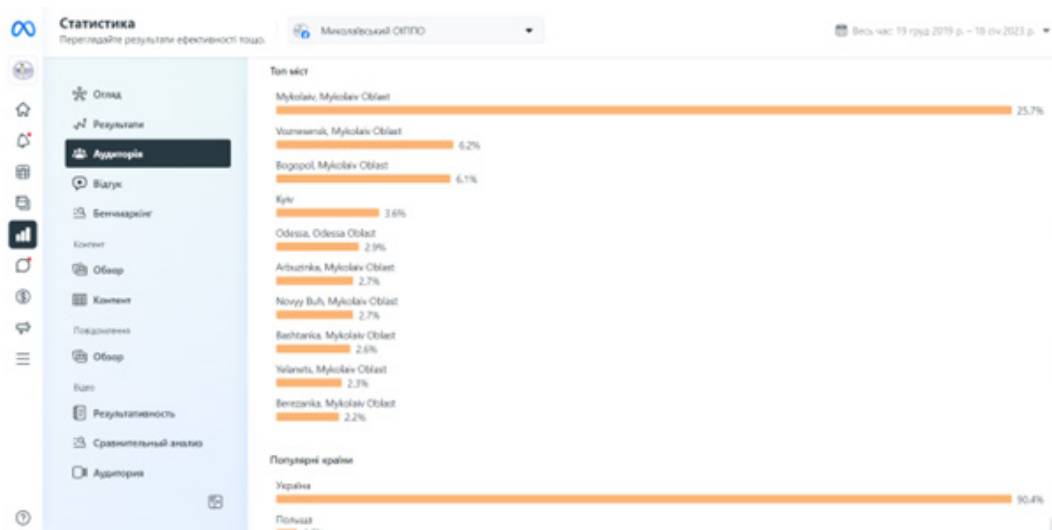 Статистика
Переглядайте результати ефективності тощо.
Миколаївський ОІППО
Весь час: 19 груд 2019 р. – 18 січ 2023 р.
Огляд
Результати
Аудиторія
Відгук
Бенчмаркінг
Контент
Обзор
Контент
Повідомлення
Обзор
Відео
Результативность
Сравнительный анализ
Аудитория
Топ міст
Mykolaiv, Mykolaiv Oblast
25.7%
Voznesensk, Mykolaiv Oblast
6.2%
Bogopol, Mykolaiv Oblast
6.1%
Kyiv
3.6%
Odessa, Odessa Oblast
2.9%
Arbuzinka, Mykolaiv Oblast
2.7%
Novyy Buh, Mykolaiv Oblast
2.7%
Bashtanka, Mykolaiv Oblast
2.6%
Yelanets, Mykolaiv Oblast
2.3%
Berezanka, Mykolaiv Oblast
2.2%
Популярні країни
Україна
90.4%
Польща